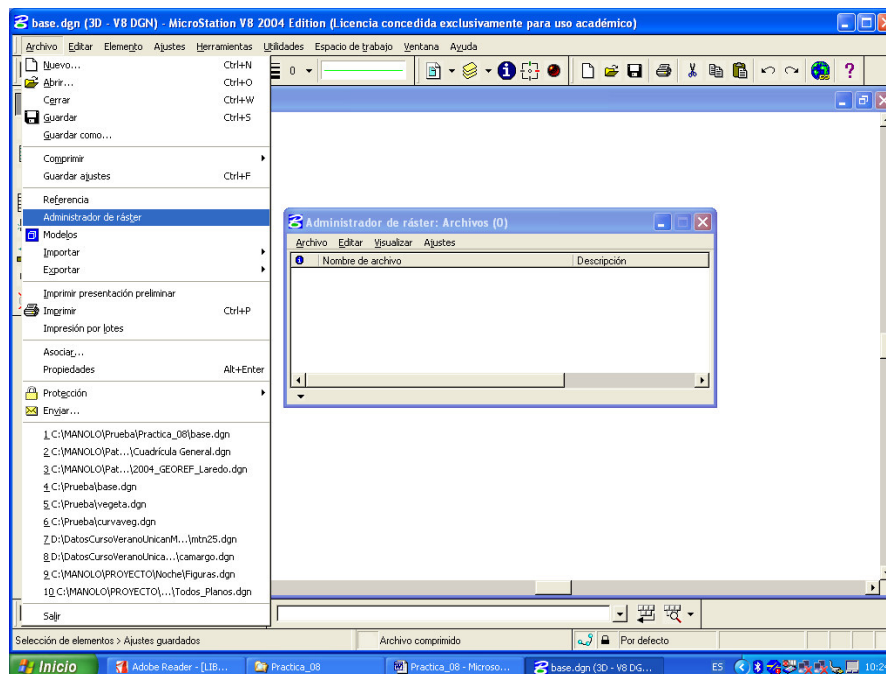 base.dgn (3D - V8 DGN) - MicroStation V8 2004 Edition (Licencia concedida exclusivamente para uso académico)
Archivo Editar Elemento Ajustes Herramientas Utilidades Espacio de trabajo Ventana Ayuda
Nuevo... Ctrl+N
0
Abrir... Ctrl+O
Cerrar Ctrl+W
Guardar Ctrl+S
Guardar como...
Comprimir
Guardar ajustes Ctrl+F
Referencia
Administrador de ráster
Modelos
Importar
Exportar
Imprimir presentación preliminar
Imprimir Ctrl+P
Impresión por lotes
Asociar...
Propiedades Alt+Enter
Protección
Enviar...
1 C:\MANOLO\Prueba\Practica_08\base.dgn
2 C:\MANOLO\Pat...\Cuadrícula General.dgn
3 C:\MANOLO\Pat...\2004_GEOREF_Laredo.dgn
4 C:\Prueba\base.dgn
5 C:\Prueba\vegeta.dgn
6 C:\Prueba\curvaveg.dgn
7 D:\DatosCursoVeranoUnicanM...\mtn25.dgn
8 D:\DatosCursoVeranoUnica...\camargo.dgn
9 C:\MANOLO\PROYECTO\Noche\Figuras.dgn
10 C:\MANOLO\PROYECTO\...\Todos_Planos.dgn
Salir
Administrador de ráster: Archivos (0)
Archivo Editar Visualizar Ajustes
Nombre de archivo Descripción
Selección de elementos > Ajustes guardados Archivo comprimido Por defecto
Inicio Adobe Reader - [LIB... Practica_08 Practica_08 - Microso... base.dgn (3D - V8 DG... ES